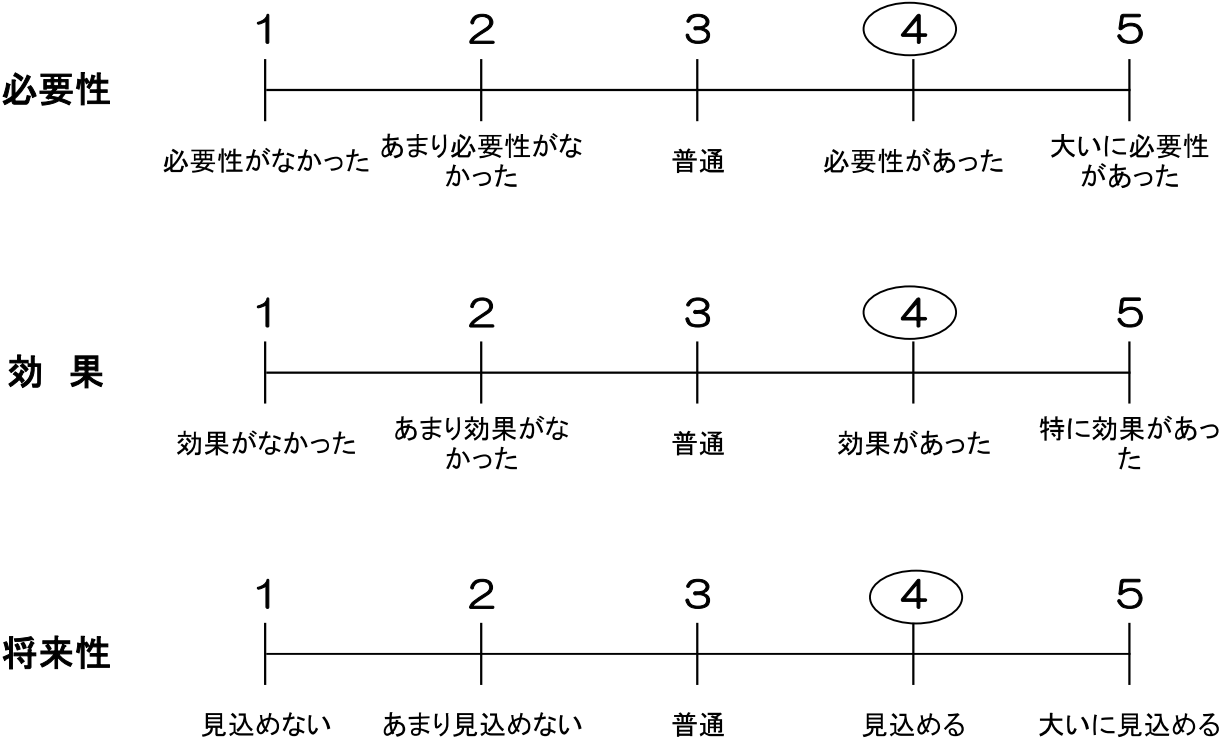 1 2 3 4 5
必要性
必要性がなかった
あまり必要性がな
かった
普通
必要性があった
大いに必要性
があった
1 2 3 4 5
効 果
効果がなかった
あまり効果がな
かった
普通
効果があった
特に効果があっ
た
1 2 3 4 5
将来性
見込めない
あまり見込めない
普通
見込める
大いに見込める